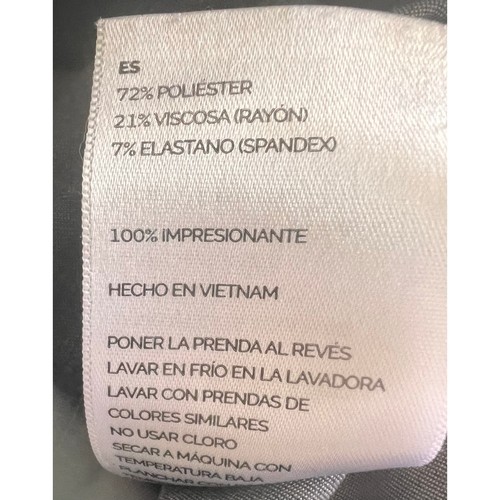 ES
72% POLIÉSTER
21% VISCOSA (RAYÓN)
7% ELASTANO (SPANDEX)
100% IMPRESIONANTE
HECHO EN VIETNAM
PONER LA PRENDA AL REVÉS
LAVAR EN FRÍO EN LA LAVADORA
LAVAR CON PRENDAS DE
COLORES SIMILARES
NO USAR CLORO
SECAR A MÁQUINA CON
TEMPERATURA BAJA
PLANCHAR